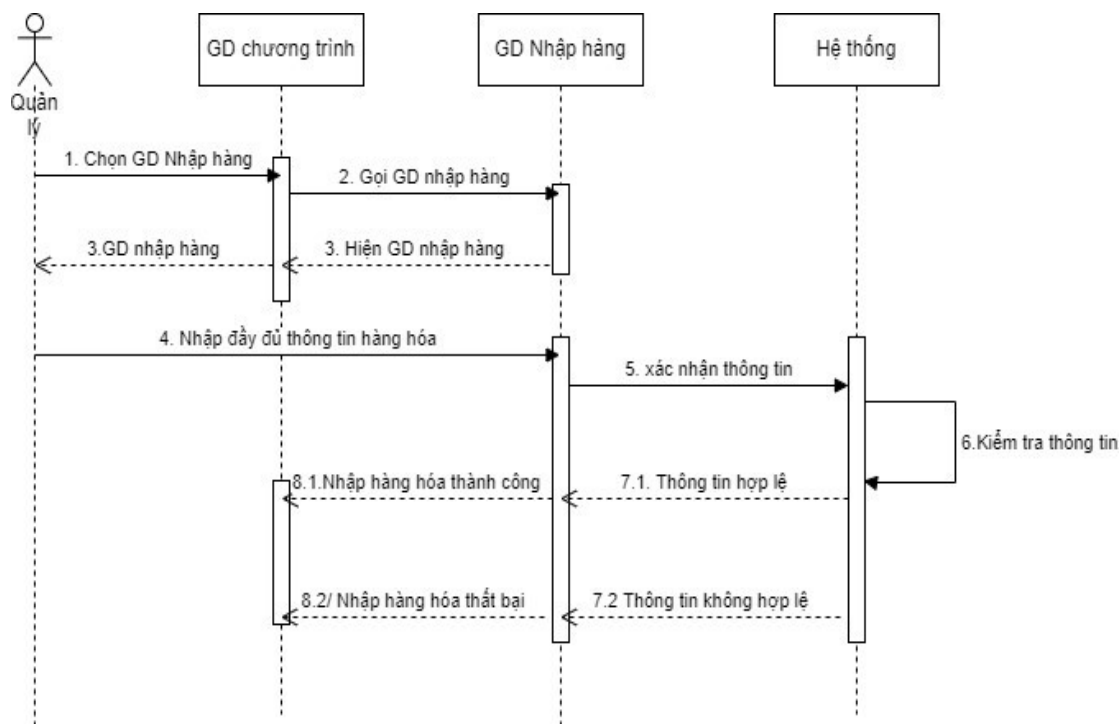 GD chương trình
GD Nhập hàng
Hệ thống
Quản
lý
1. Chọn GD Nhập hàng
2. Gọi GD nhập hàng
3.GD nhập hàng
3. Hiện GD nhập hàng
4. Nhập đầy đủ thông tin hàng hóa
5. xác nhận thông tin
6.Kiểm tra thông tin
8.1.Nhập hàng hóa thành công
7.1. Thông tin hợp lệ
8.2/ Nhập hàng hóa thất bại
7.2 Thông tin không hợp lệ